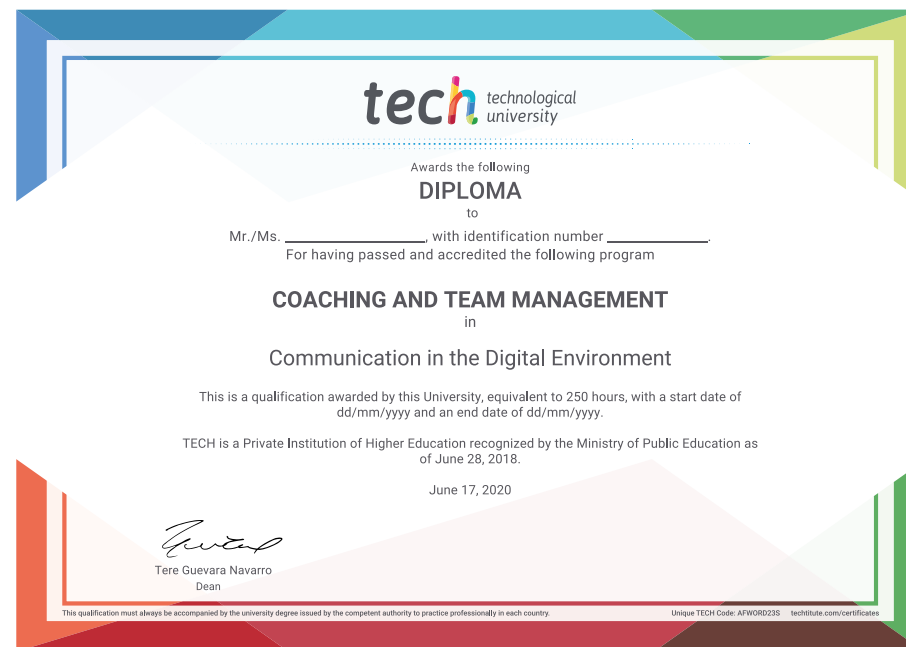 tech technological
university
Awards the following
DIPLOMA
to
Mr./Ms. ____________, with identification number ____________.
For having passed and accredited the following program
COACHING AND TEAM MANAGEMENT
in
Communication in the Digital Environment
This is a qualification awarded by this University, equivalent to 250 hours, with a start date of
dd/mm/yyyy and an end date of dd/mm/yyyy.
TECH is a Private Institution of Higher Education recognized by the Ministry of Public Education as
of June 28, 2018.
June 17, 2020
Tere Guevara Navarro
Dean
This qualification must always be accompanied by the university degree issued by the competent authority to practice professionally in each country. Unique TECH Code: AFWORD23S techtitute.com/certificates